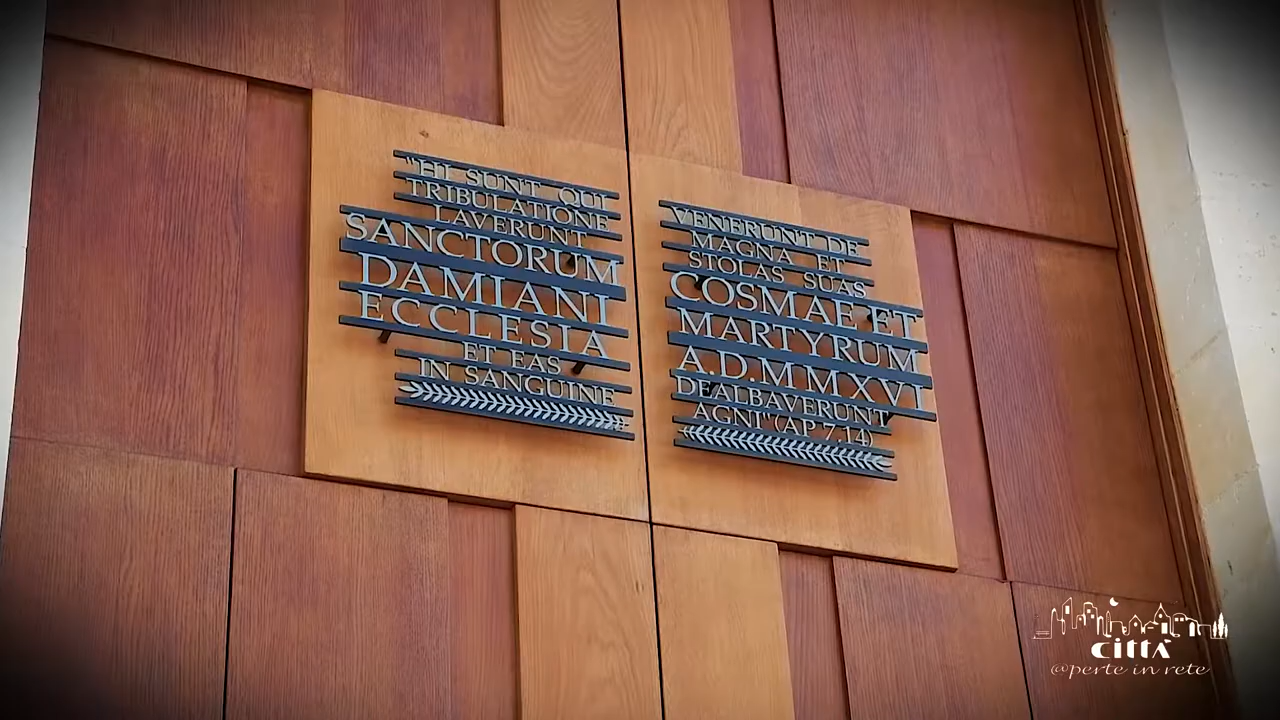 "HI SUNT QUI VENERUNT DE
TRIBULATIONE MAGNA ET
LAVERUNT STOLAS SUAS
SANCTORUM COSMAE ET
DAMIANI MARTYRUM
ECCLESIA A.D.MMXVI
ET EAS DEALBAVERUNT
IN SANGUINE AGNI" (AP 7,14)
CITTÀ
@perte in rete